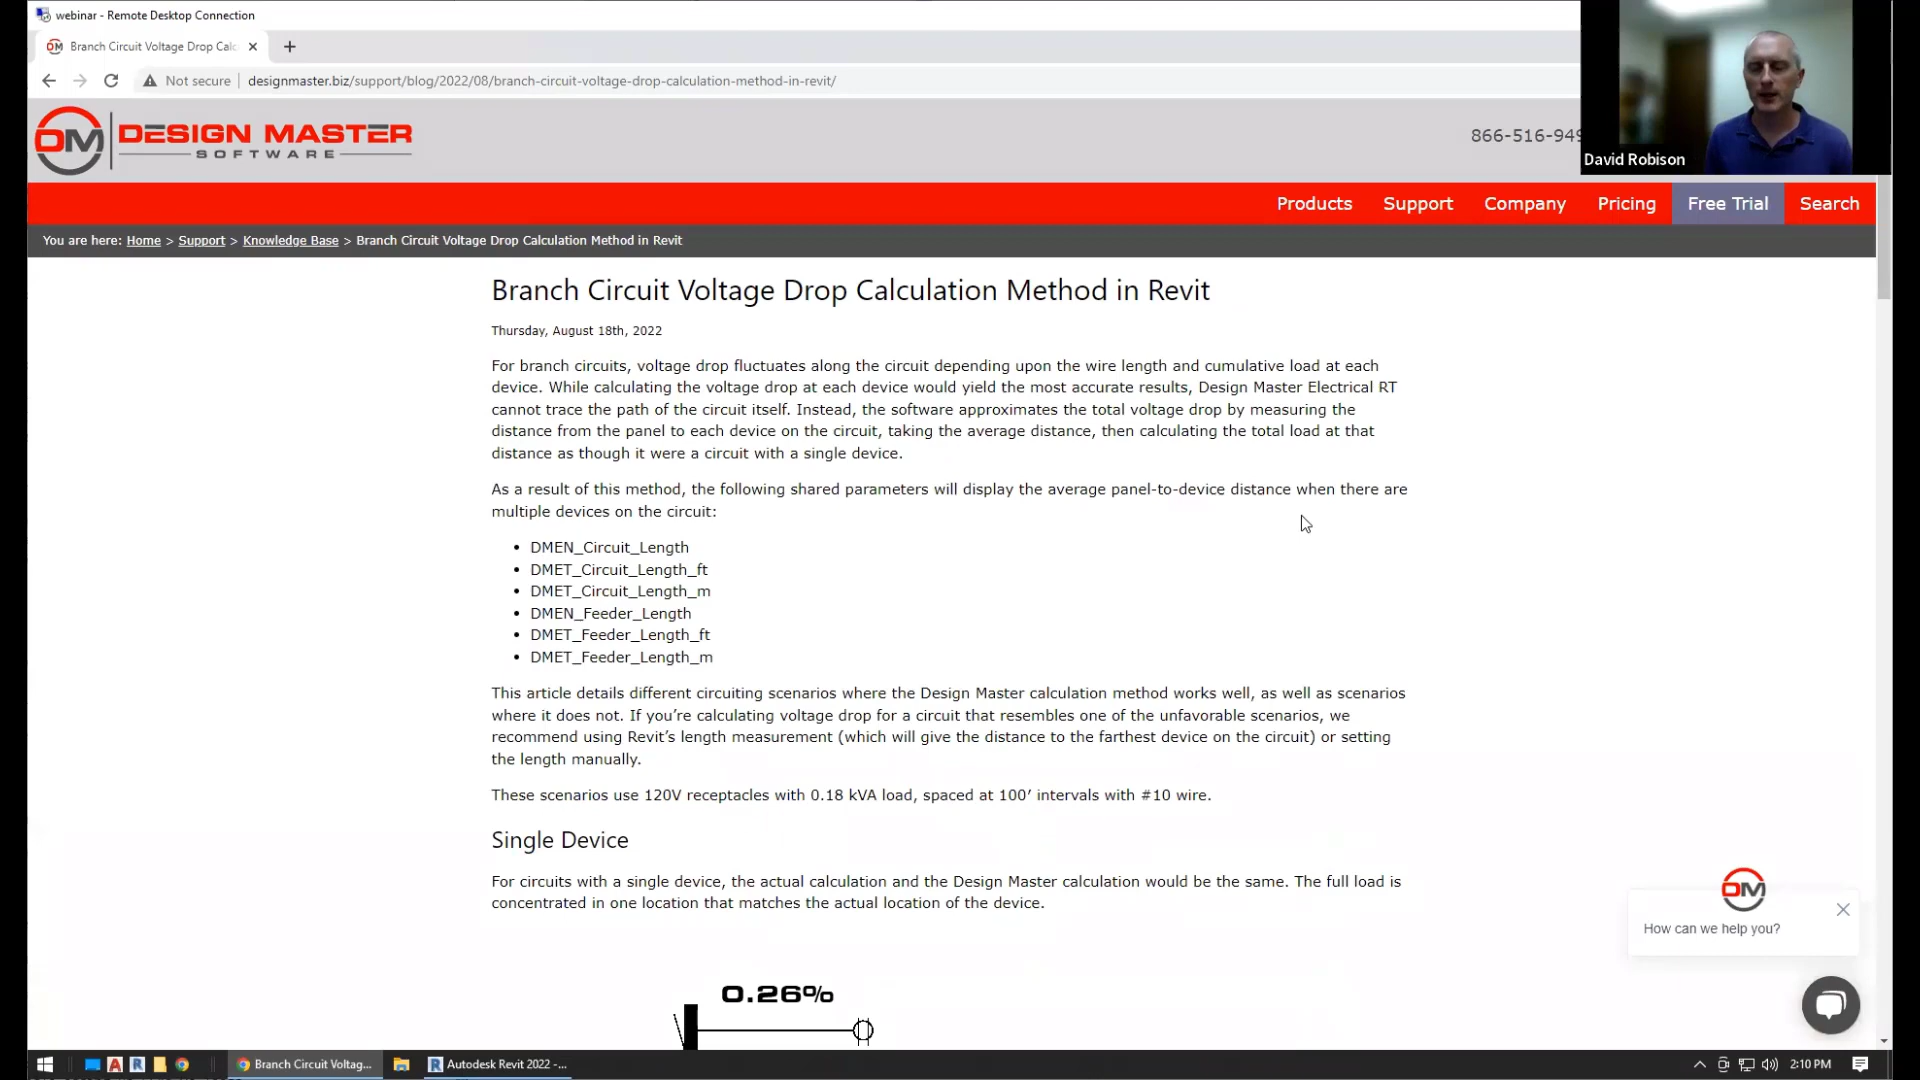 webinar - Remote Desktop Connection
Branch Circuit Voltage Drop Calc
Not secure
designmaster.biz/support/blog/2022/08/branch-circuit-voltage-drop-calculation-method-in-revit/
DM DESIGN MASTER
SOFTWARE
866-516-949
David Robison
Products Support Company Pricing Free Trial Search
You are here: Home > Support > Knowledge Base > Branch Circuit Voltage Drop Calculation Method in Revit
Branch Circuit Voltage Drop Calculation Method in Revit
Thursday, August 18th, 2022
For branch circuits, voltage drop fluctuates along the circuit depending upon the wire length and cumulative load at each
device. While calculating the voltage drop at each device would yield the most accurate results, Design Master Electrical RT
cannot trace the path of the circuit itself. Instead, the software approximates the total voltage drop by measuring the
distance from the panel to each device on the circuit, taking the average distance, then calculating the total load at that
distance as though it were a circuit with a single device.
As a result of this method, the following shared parameters will display the average panel-to-device distance when there are
multiple devices on the circuit:
• DMEN_Circuit_Length
• DMET_Circuit_Length_ft
• DMET_Circuit_Length_m
• DMEN_Feeder_Length
• DMET_Feeder_Length_ft
• DMET_Feeder_Length_m
This article details different circuiting scenarios where the Design Master calculation method works well, as well as scenarios
where it does not. If you’re calculating voltage drop for a circuit that resembles one of the unfavorable scenarios, we
recommend using Revit’s length measurement (which will give the distance to the farthest device on the circuit) or setting
the length manually.
These scenarios use 120V receptacles with 0.18 kVA load, spaced at 100′ intervals with #10 wire.
Single Device
For circuits with a single device, the actual calculation and the Design Master calculation would be the same. The full load is
concentrated in one location that matches the actual location of the device.
DM
How can we help you?
0.26%
Branch Circuit Voltag...
Autodesk Revit 2022 -...
2:10 PM